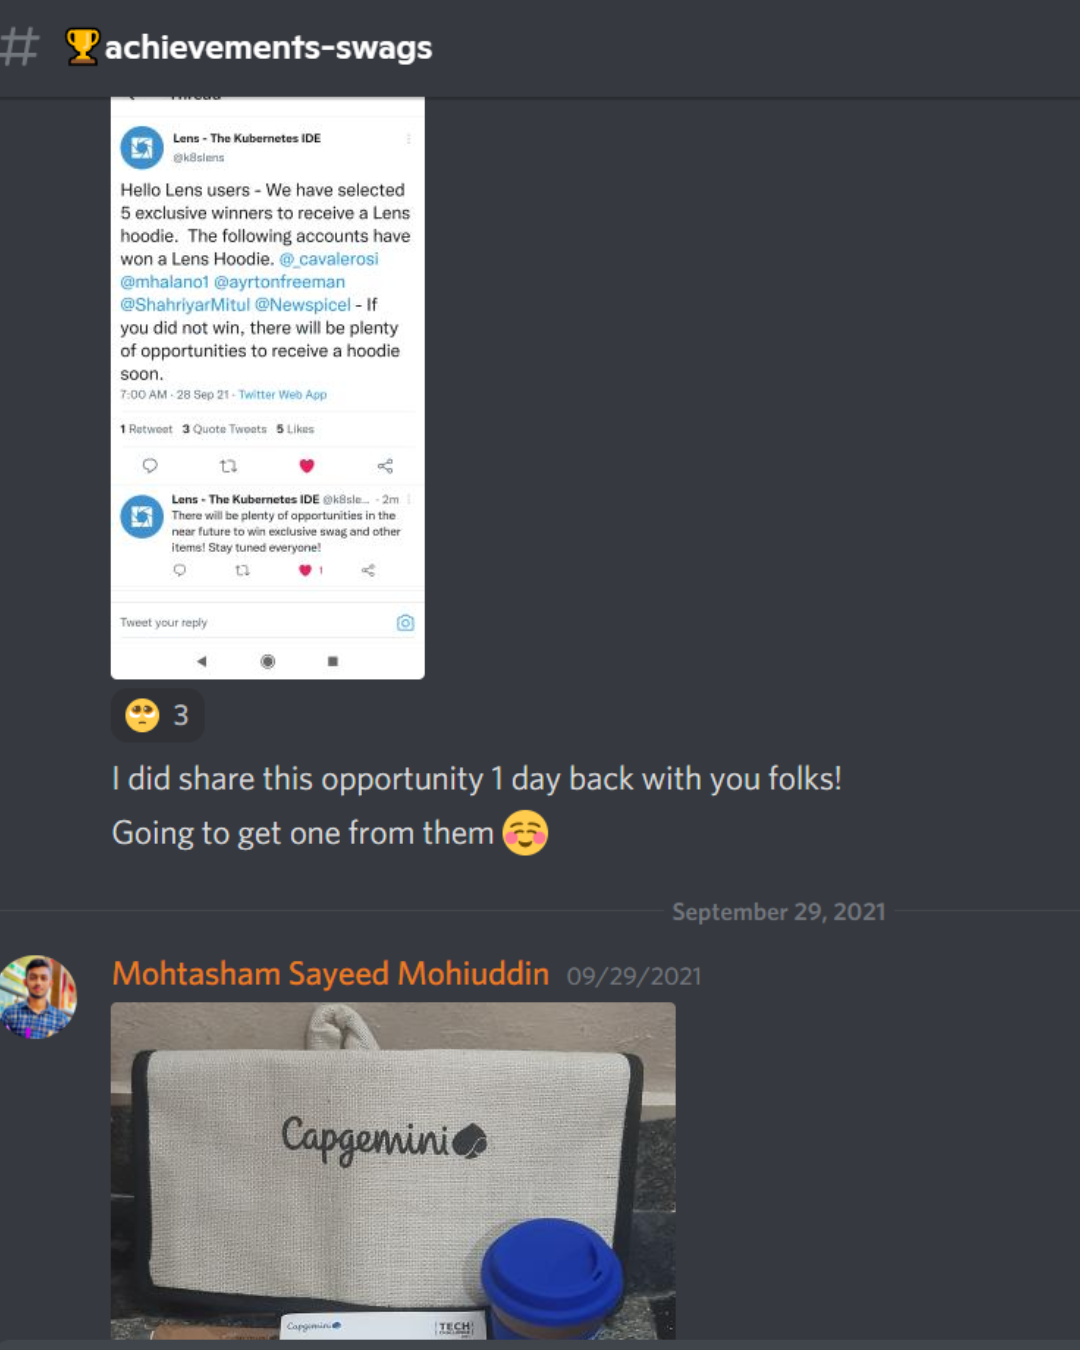 # 🏆achievements-swags
Thread
Lens - The Kubernetes IDE
@k8slens
Hello Lens users - We have selected
5 exclusive winners to receive a Lens
hoodie. The following accounts have
won a Lens Hoodie. @_cavalerosi
@mhalano1 @ayrtonfreeman
@ShahriyarMitul @Newspicel - If
you did not win, there will be plenty
of opportunities to receive a hoodie
soon.
7:00 AM · 28 Sep 21 · Twitter Web App
1 Retweet 3 Quote Tweets 5 Likes
Lens - The Kubernetes IDE @k8sle... · 2m
There will be plenty of opportunities in the
near future to win exclusive swag and other
items! Stay tuned everyone!
1
Tweet your reply
🥺 3
I did share this opportunity 1 day back with you folks!
Going to get one from them ☺️
September 29, 2021
Mohtasham Sayeed Mohiuddin 09/29/2021
Capgemini
Capgemini TECH